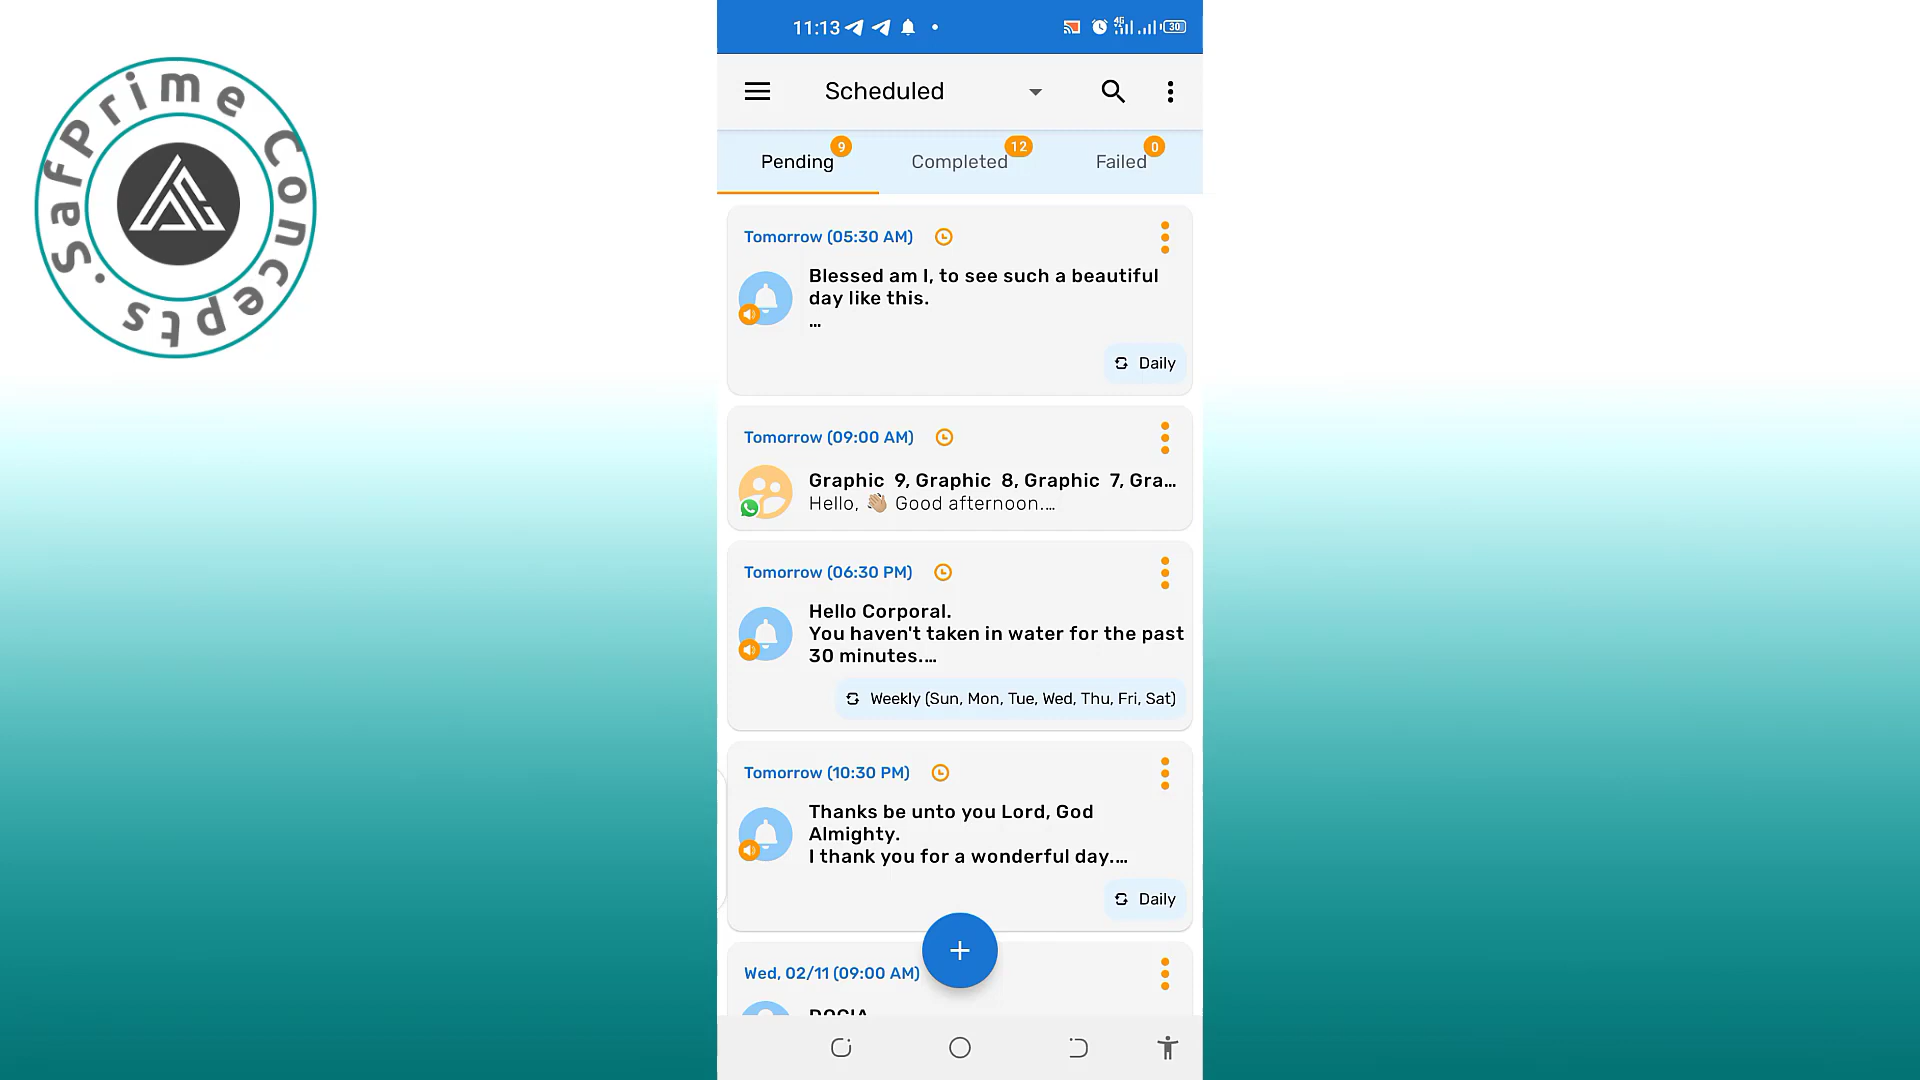 SafPrime Concepts.
11:13
4G
30
Scheduled
Pending 9
Completed 12
Failed 0
Tomorrow (05:30 AM)
Blessed am I, to see such a beautiful
day like this.
...
Daily
Tomorrow (09:00 AM)
Graphic 9, Graphic 8, Graphic 7, Gra...
Hello, 👋🏼 Good afternoon....
Tomorrow (06:30 PM)
Hello Corporal.
You haven't taken in water for the past
30 minutes....
Weekly (Sun, Mon, Tue, Wed, Thu, Fri, Sat)
Tomorrow (10:30 PM)
Thanks be unto you Lord, God
Almighty.
I thank you for a wonderful day....
Daily
Wed, 02/11 (09:00 AM)